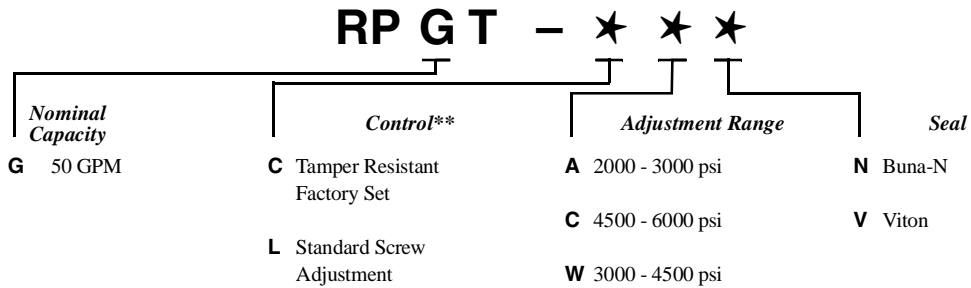 RP G T – ★ ★ ★
Nominal
Capacity
G 50 GPM
Control**
C Tamper Resistant
Factory Set
L Standard Screw
Adjustment
Adjustment Range
A 2000 - 3000 psi
C 4500 - 6000 psi
W 3000 - 4500 psi
Seal
N Buna-N
V Viton